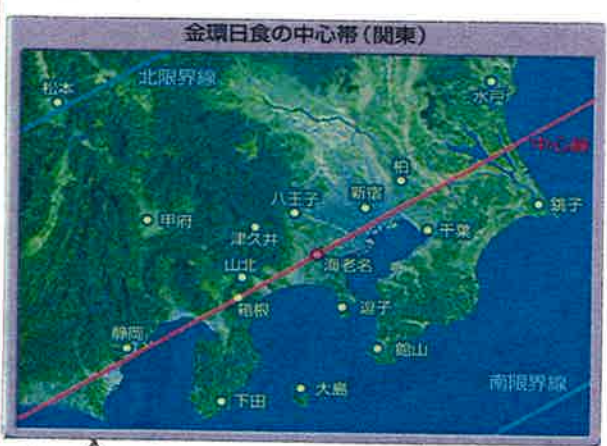 金環日食の中心帯(関東)
北限界線
松本
水戸
中心線
柏
新宿
八王子
銚子
甲府
千葉
津久井
海老名
山北
箱根
逗子
静岡
館山
大島
下田
南限界線